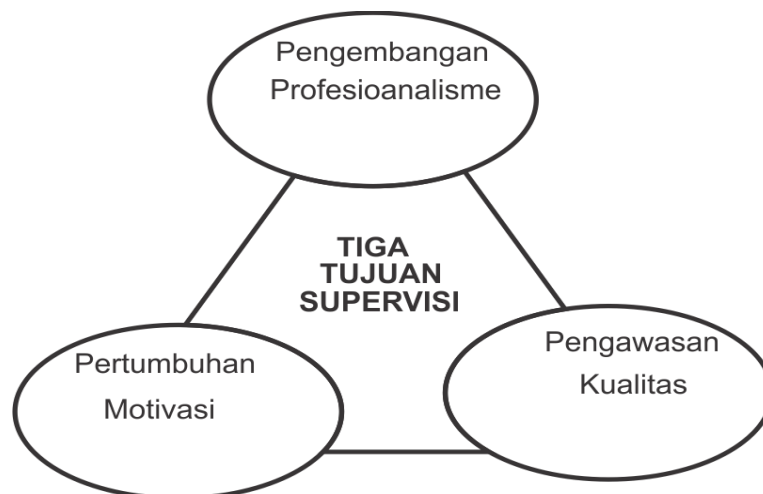 Pengembangan
Profesioanalisme
TIGA
TUJUAN
SUPERVISI
Pertumbuhan
Motivasi
Pengawasan
Kualitas